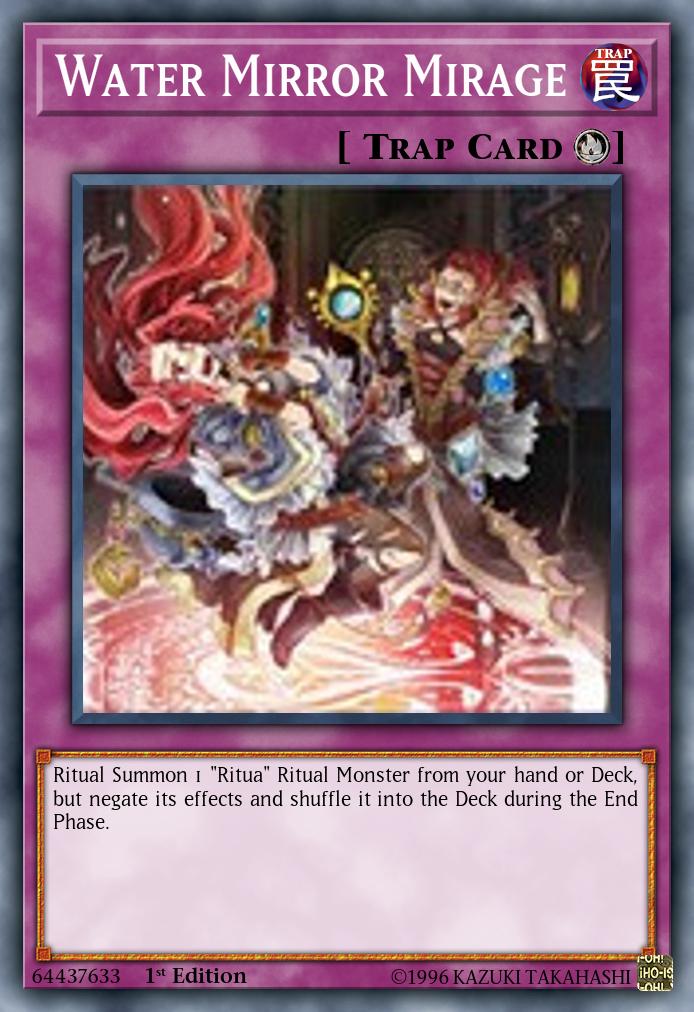 WATER MIRROR MIRAGE
TRAP
罠
[ TRAP CARD ]
Ritual Summon 1 "Ritua" Ritual Monster from your hand or Deck,
but negate its effects and shuffle it into the Deck during the End
Phase.
64437633 1st Edition ©1996 KAZUKI TAKAHASHI